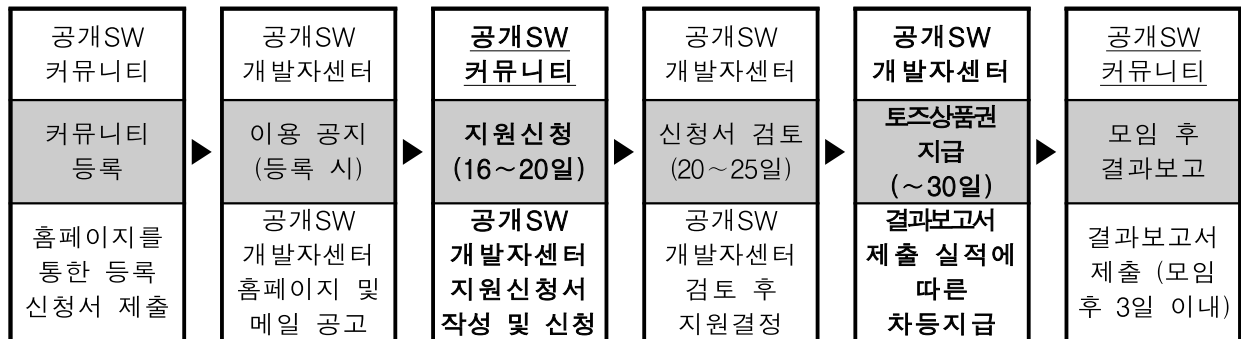 공개SW
커뮤니티
커뮤니티
등록
홈페이지를
통한 등록
신청서 제출
▶
공개SW
개발자센터
이용 공지
(등록 시)
공개SW
개발자센터
홈페이지 및
메일 공고
▶
공개SW
커뮤니티
지원신청
(16~20일)
공개SW
개발자센터
지원신청서
작성 및 신청
▶
공개SW
개발자센터
신청서 검토
(20~25일)
공개SW
개발자센터
검토 후
지원결정
▶
공개SW
개발자센터
토즈상품권
지급
(~30일)
결과보고서
제출 실적에
따른
차등지급
▶
공개SW
커뮤니티
모임 후
결과보고
결과보고서
제출 (모임
후 3일 이내)